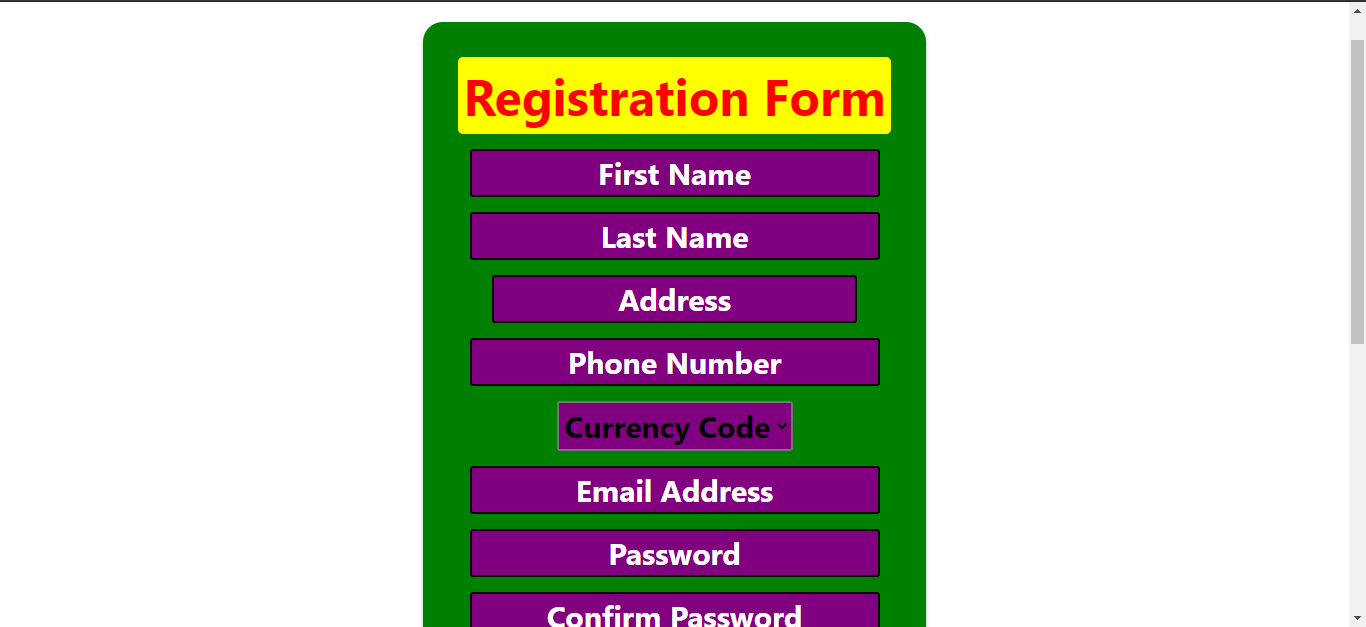 Registration Form
First Name
Last Name
Address
Phone Number
Currency Code
Email Address
Password
Confirm Password